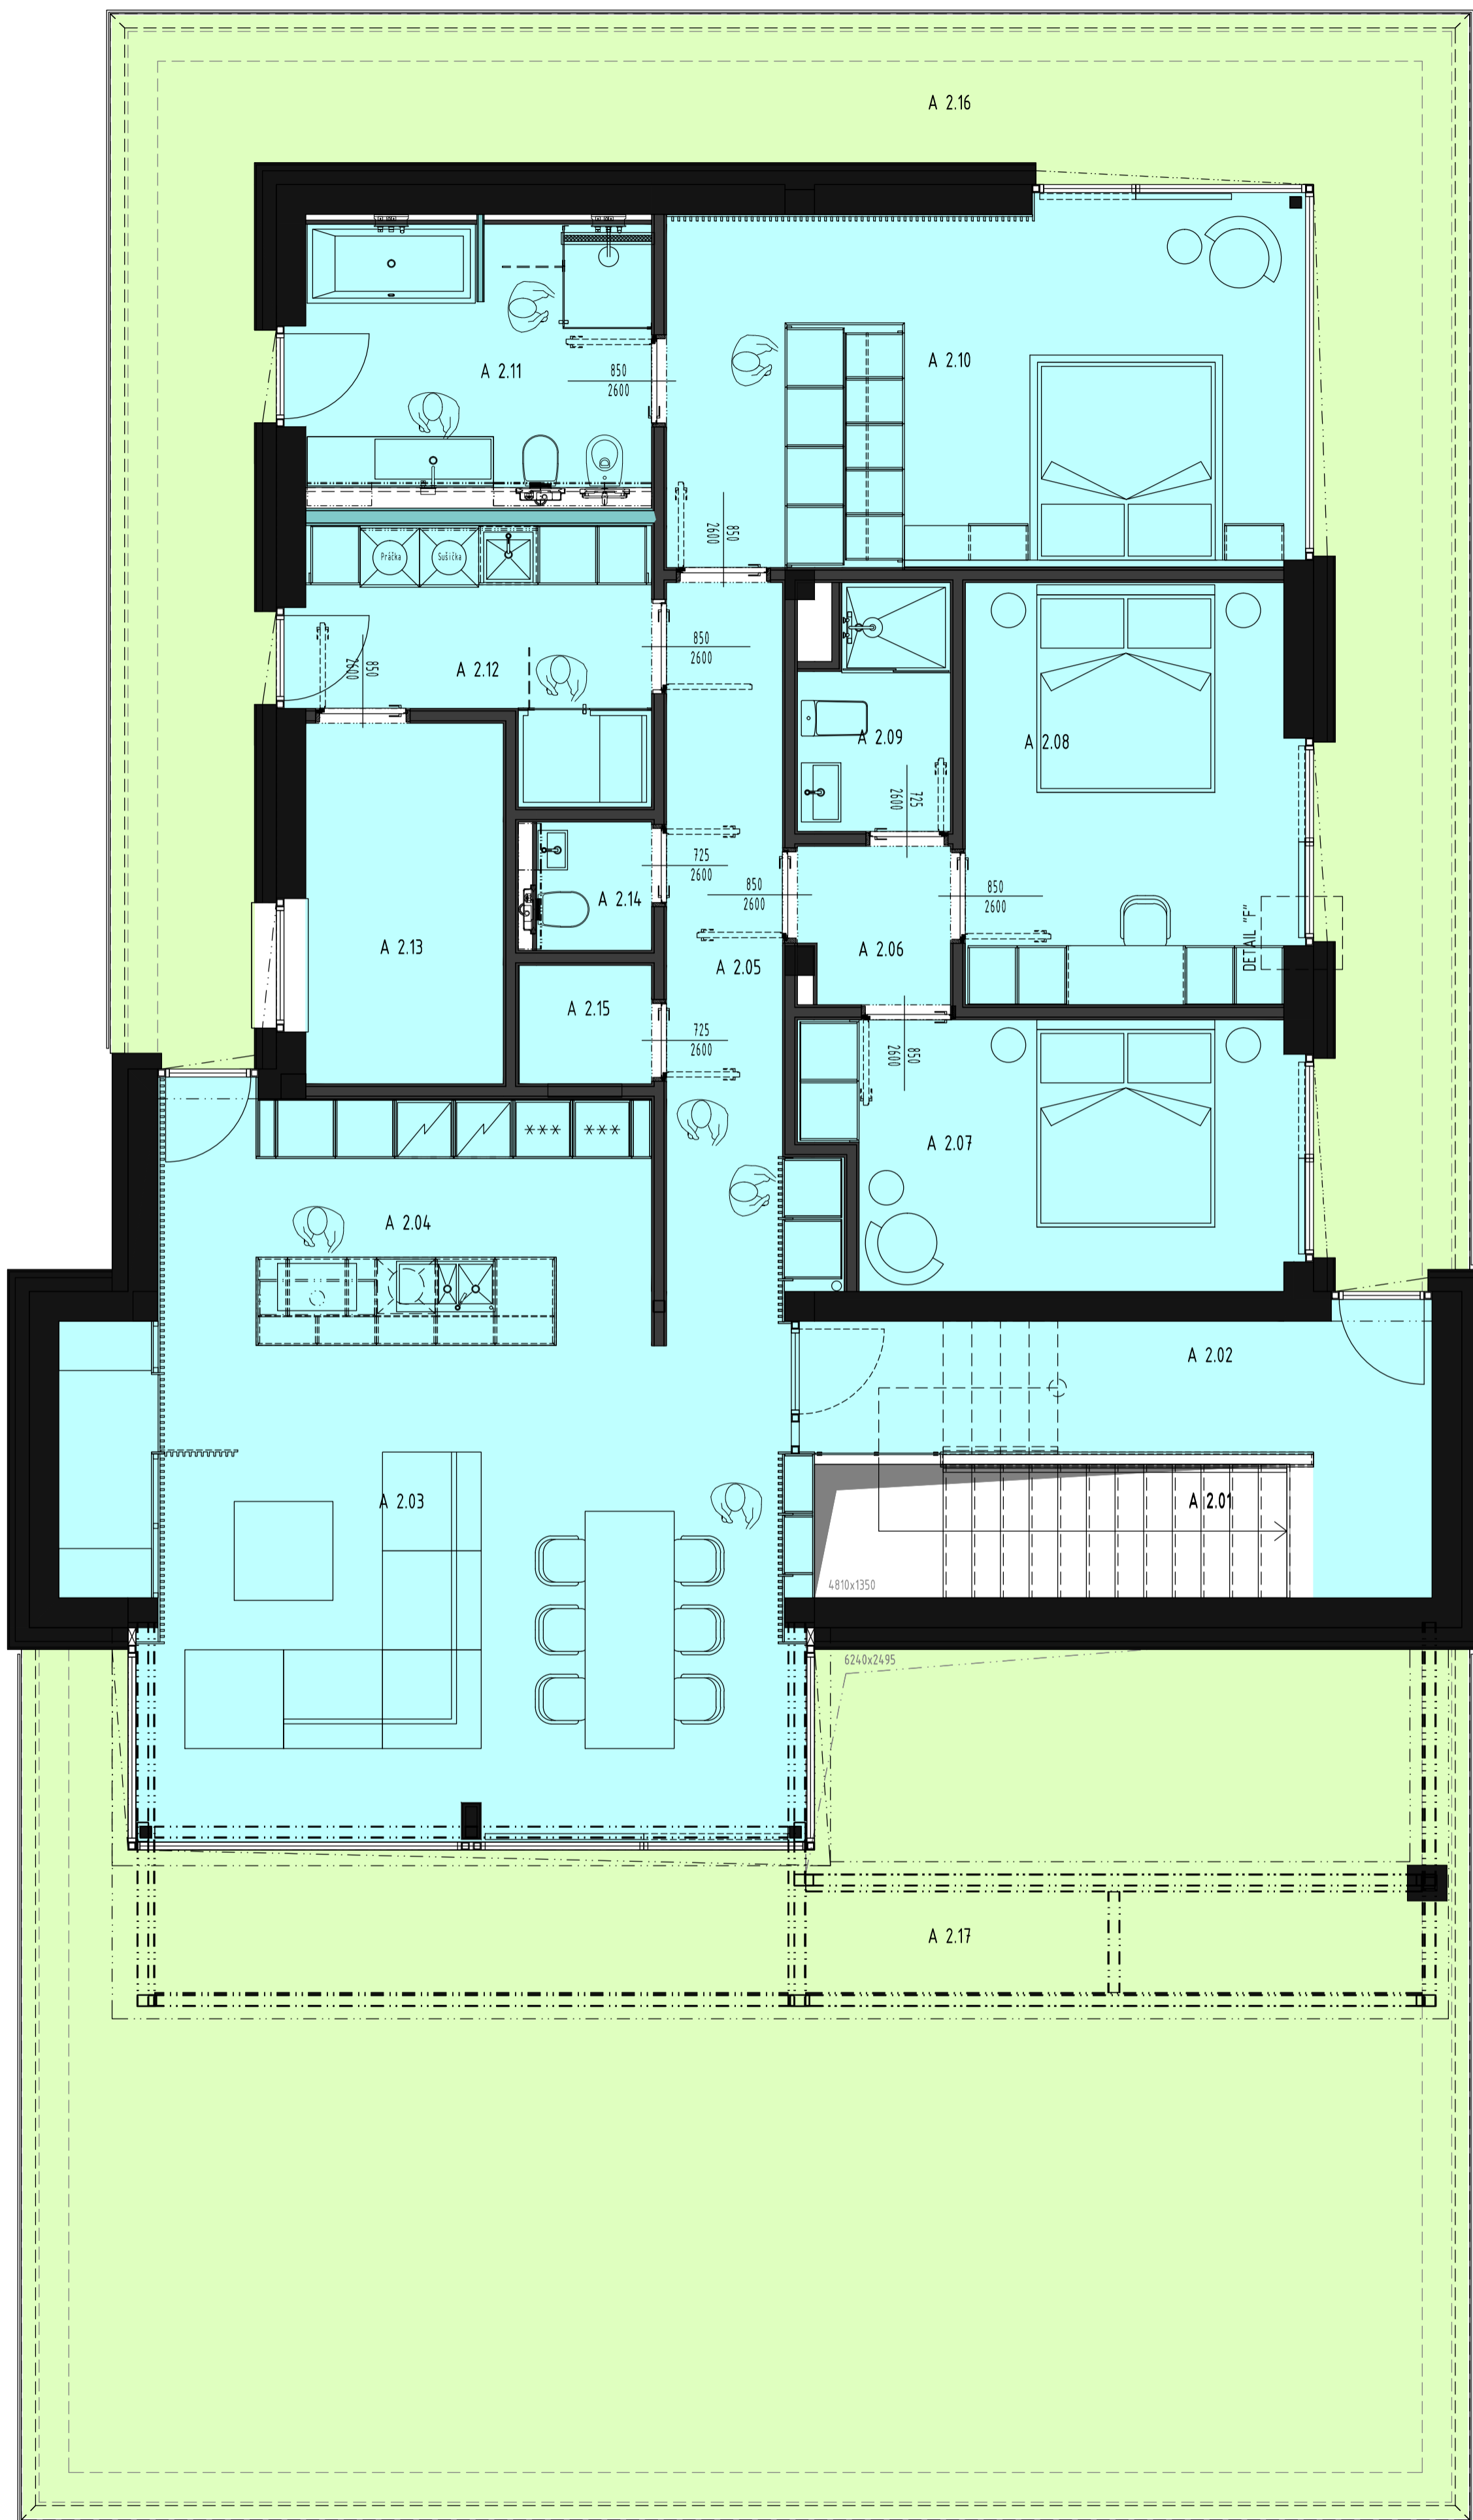 A 2.16
A 2.10
A 2.11
850
2600
850
2600
Práčka
Sušička
850
2600
850
2600
A 2.12
A 2.09
A 2.08
725
2600
725
2600
850
2600
850
2600
A 2.14
DETAIL "F"
A 2.13
A 2.06
A 2.05
A 2.15
725
2600
850
2600
A 2.07
***
***
A 2.04
A 2.02
A 2.03
A 2.01
4810x1350
6240x2495
A 2.17